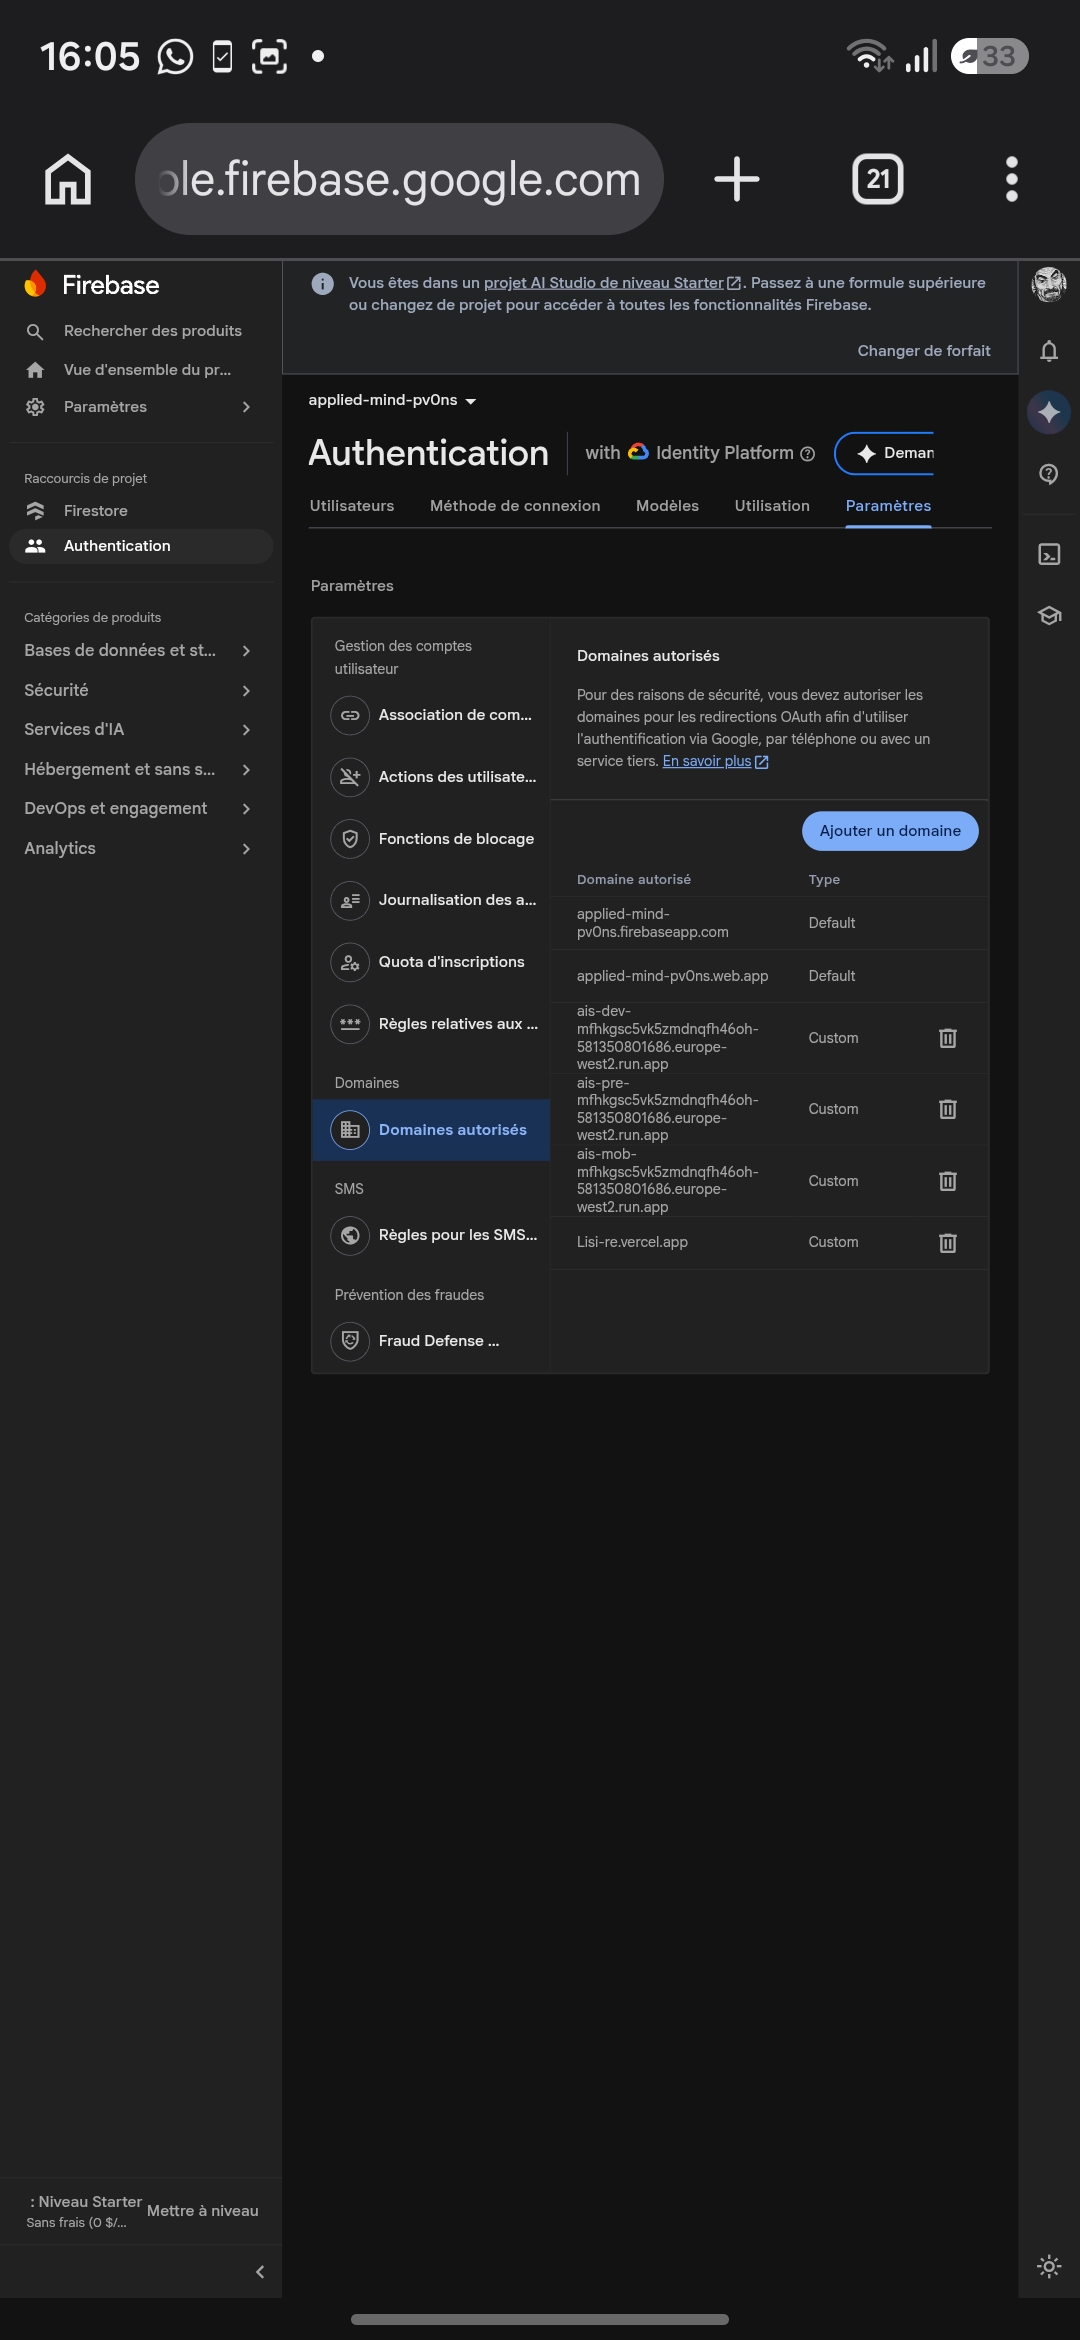 16:05
33
ole.firebase.google.com
21
Firebase
Rechercher des produits
Vue d'ensemble du pr...
Paramètres
Raccourcis de projet
Firestore
Authentication
Catégories de produits
Bases de données et st...
Sécurité
Services d'IA
Hébergement et sans s...
DevOps et engagement
Analytics
: Niveau Starter
Sans frais (0 $/...
Mettre à niveau
Vous êtes dans un projet AI Studio de niveau Starter. Passez à une formule supérieure
ou changez de projet pour accéder à toutes les fonctionnalités Firebase.
Changer de forfait
applied-mind-pv0ns
Authentication
with Identity Platform
Deman
Utilisateurs
Méthode de connexion
Modèles
Utilisation
Paramètres
Paramètres
Gestion des comptes
utilisateur
Association de com...
Actions des utilisate...
Fonctions de blocage
Journalisation des a...
Quota d'inscriptions
Règles relatives aux ...
Domaines
Domaines autorisés
SMS
Règles pour les SMS...
Prévention des fraudes
Fraud Defense ...
Domaines autorisés
Pour des raisons de sécurité, vous devez autoriser les
domaines pour les redirections OAuth afin d'utiliser
l'authentification via Google, par téléphone ou avec un
service tiers. En savoir plus
Ajouter un domaine
Domaine autorisé
Type
applied-mind-
pv0ns.firebaseapp.com
Default
applied-mind-pv0ns.web.app
Default
ais-dev-
mfhkgsc5vk5zmdnqfh46oh-
581350801686.europe-
west2.run.app
Custom
ais-pre-
mfhkgsc5vk5zmdnqfh46oh-
581350801686.europe-
west2.run.app
Custom
ais-mob-
mfhkgsc5vk5zmdnqfh46oh-
581350801686.europe-
west2.run.app
Custom
Lisi-re.vercel.app
Custom